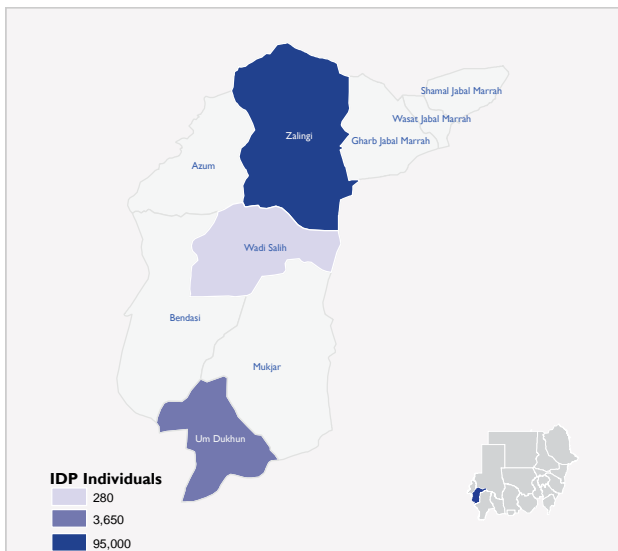 Shamal Jabal Marrah
Wasat Jabal Marrah
Zalingi
Gharb Jabal Marrah
Azum
Wadi Salih
Bendasi
Mukjar
Um Dukhun
IDP Individuals
280
3,650
95,000